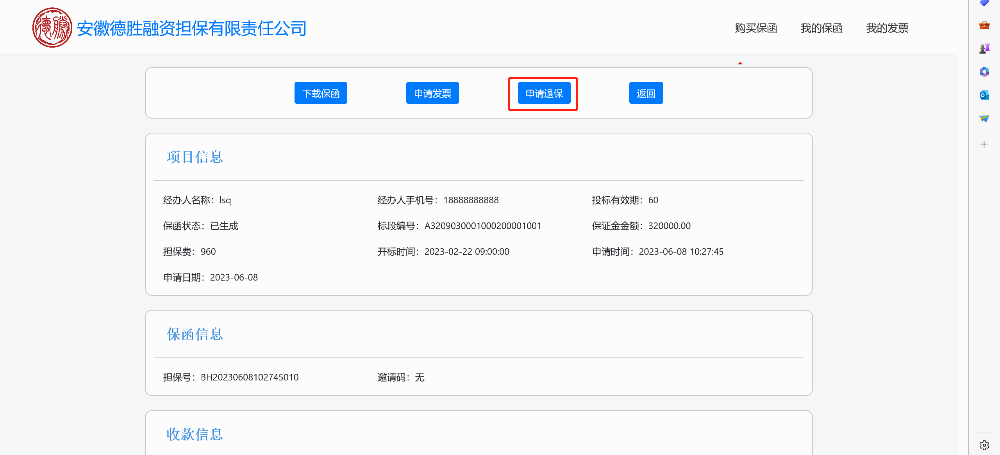 德勝
安徽德胜融资担保有限责任公司
购买保函 我的保函 我的发票
下载保函 申请发票 申请退保 返回
项目信息
经办人名称：lsq 经办人手机号：18888888888 投标有效期：60
保函状态：已生成 标段编号：A3209030001000200001001 保证金金额：320000.00
担保费：960 开标时间：2023-02-22 09:00:00 申请时间：2023-06-08 10:27:45
申请日期：2023-06-08
保函信息
担保号：BH20230608102745010 邀请码：无
收款信息